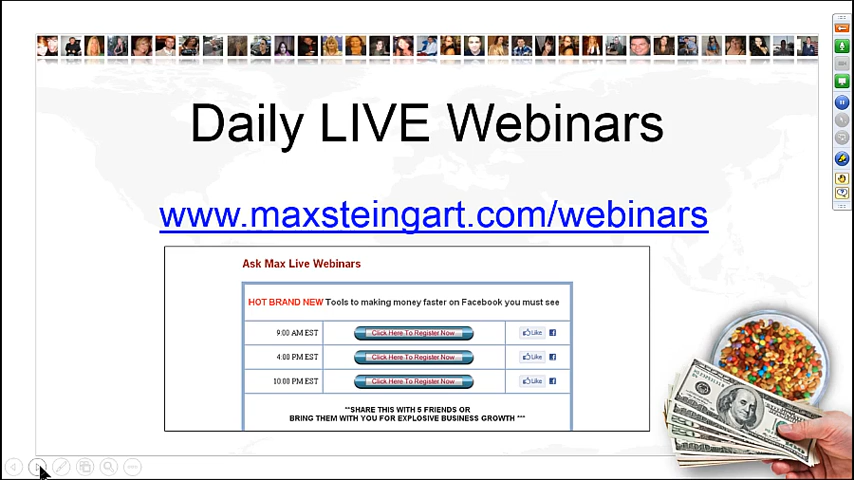 Daily LIVE Webinars
www.maxsteingart.com/webinars
Ask Max Live Webinars
HOT BRAND NEW Tools to making money faster on Facebook you must see
9:00 AM EST Click Here To Register Now Like
4:00 PM EST Click Here To Register Now Like
10:00 PM EST Click Here To Register Now Like
**SHARE THIS WITH 5 FRIENDS OR
BRING THEM WITH YOU FOR EXPLOSIVE BUSINESS GROWTH ***